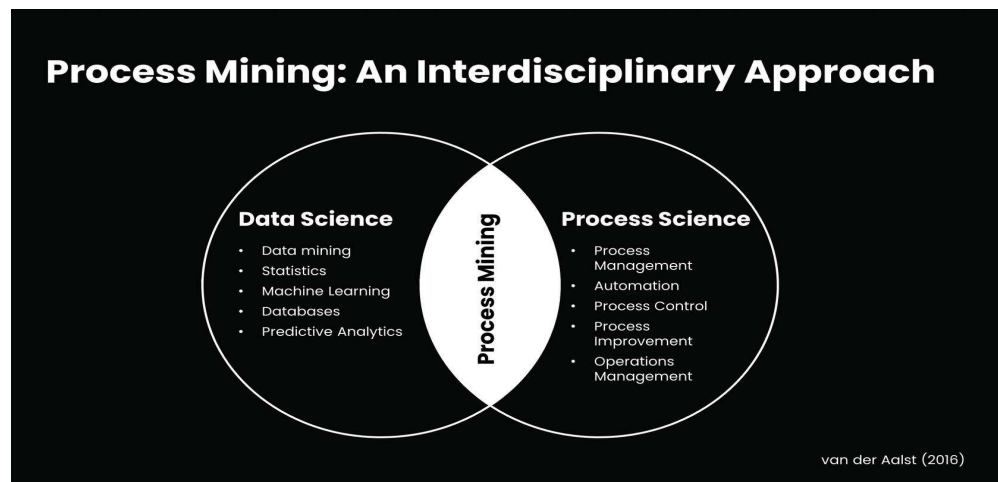 Process Mining: An Interdisciplinary Approach
Data Science
• Data mining
• Statistics
• Machine Learning
• Databases
• Predictive Analytics
Process Mining
Process Science
• Process
Management
• Automation
• Process Control
• Process
Improvement
• Operations
Management
van der Aalst (2016)